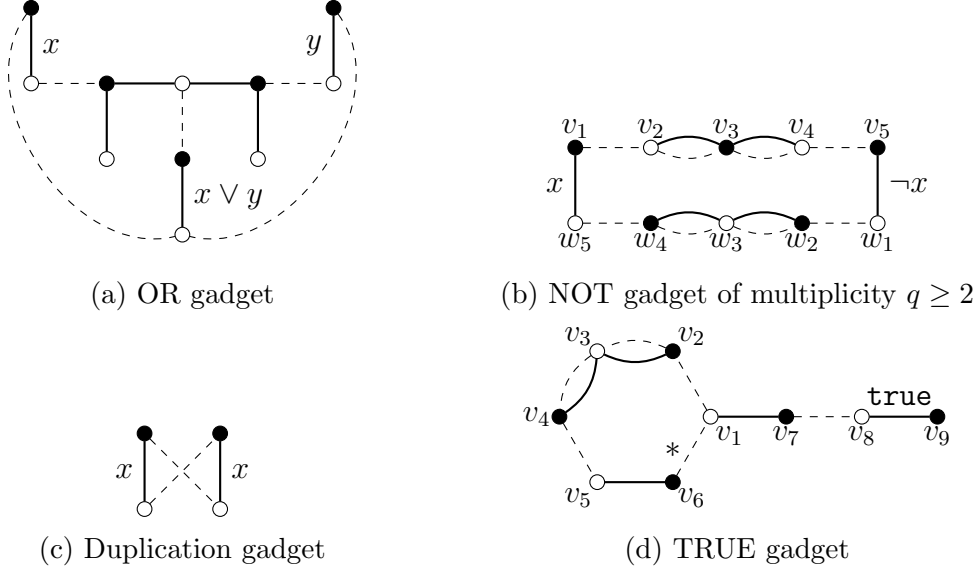 x
y
x ∨ y
(a) OR gadget
v₁ v₂ v₃ v₄ v₅
x ¬x
w₅ w₄ w₃ w₂ w₁
(b) NOT gadget of multiplicity q ≥ 2
x x
(c) Duplication gadget
v₃ v₂
true
v₄ v₁ v₇ v₈ v₉
*
v₅ v₆
(d) TRUE gadget